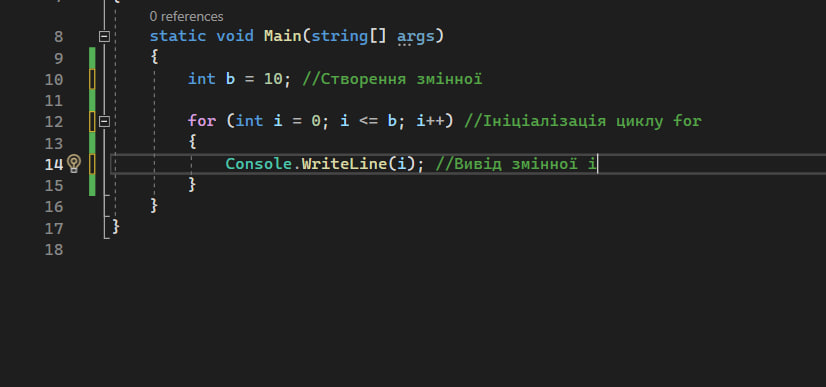 0 references
8 static void Main(string[] args)
9 {
10 int b = 10; //Створення змінної
11
12 for (int i = 0; i <= b; i++) //Ініціалізація циклу for
13 {
14 Console.WriteLine(i); //Вивід змінної і
15 }
16 }
17 }
18